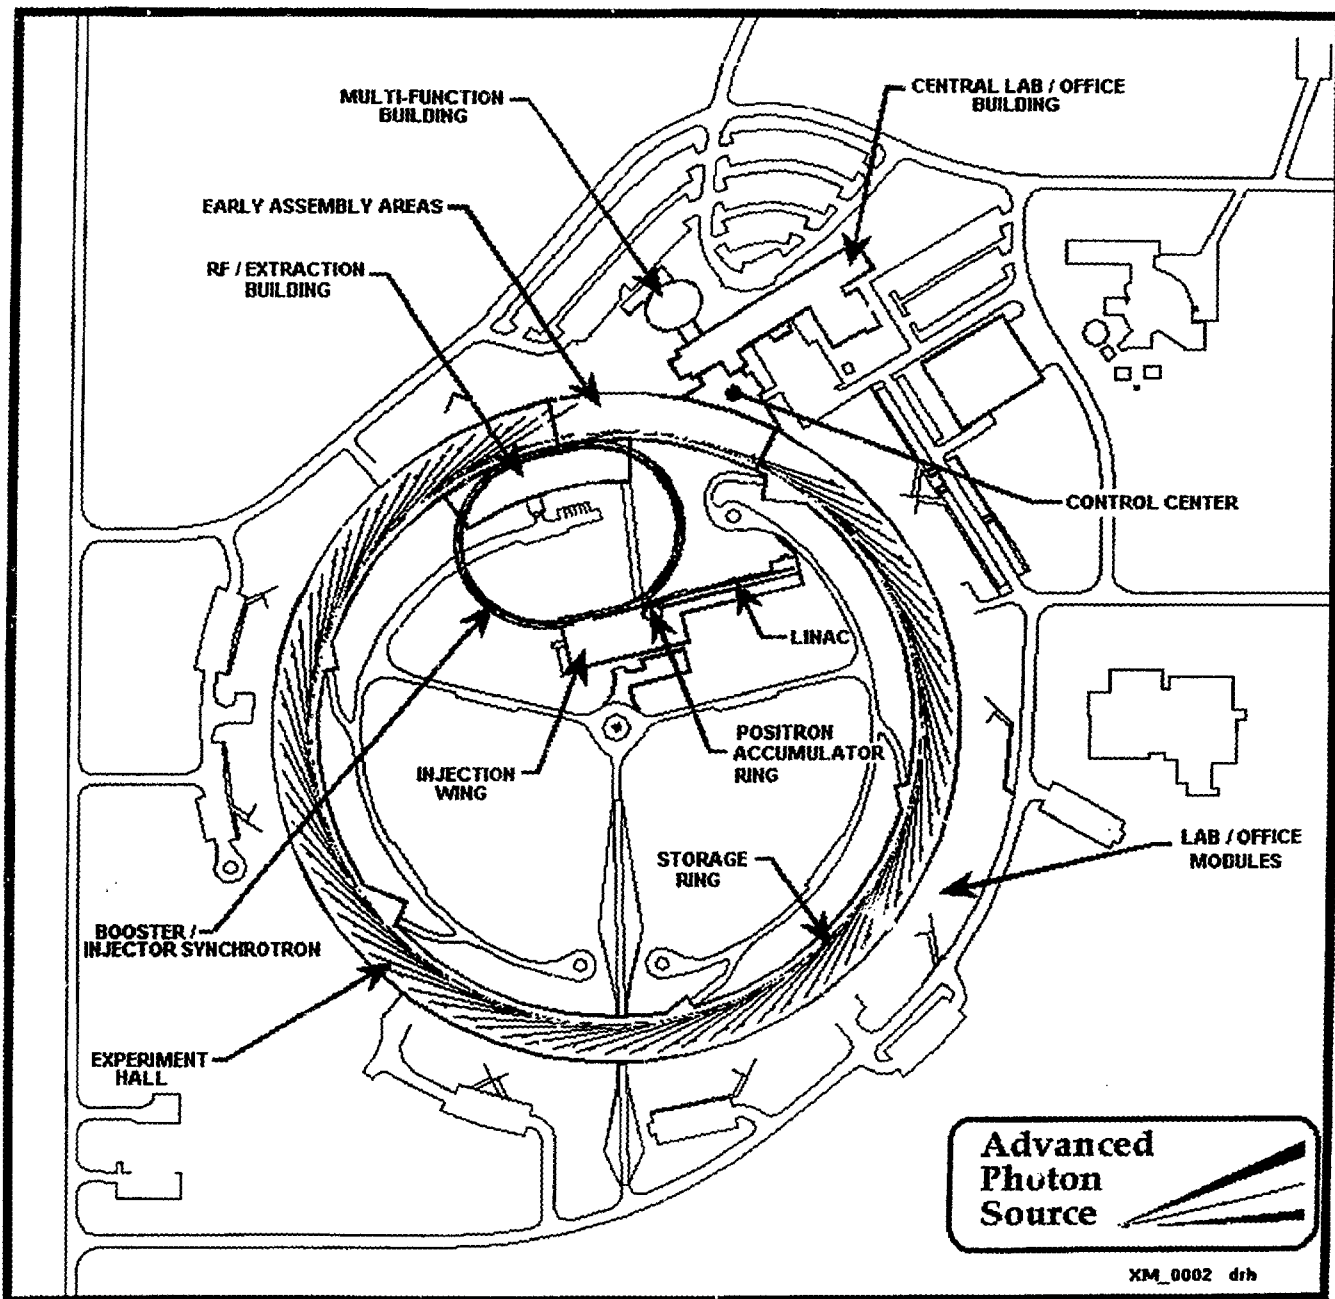 MULTI-FUNCTION
BUILDING
CENTRAL LAB / OFFICE
BUILDING
EARLY ASSEMBLY AREAS
RF / EXTRACTION
BUILDING
CONTROL CENTER
LINAC
POSITRON
ACCUMULATOR
RING
INJECTION
WING
LAB / OFFICE
MODULES
STORAGE
RING
BOOSTER /
INJECTOR SYNCHROTRON
EXPERIMENT
HALL
Advanced
Photon
Source
XM_0002 drh